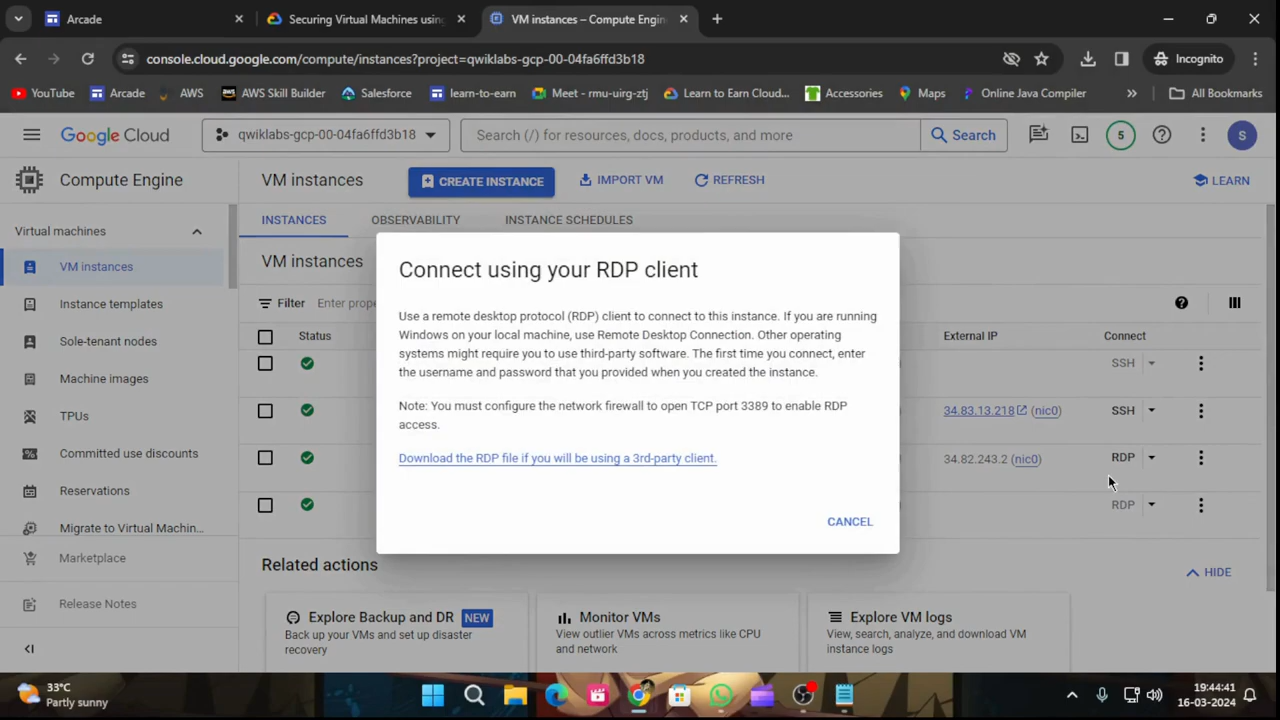 Arcade
Securing Virtual Machines using
VM instances – Compute Engin
console.cloud.google.com/compute/instances?project=qwiklabs-gcp-00-04fa6ffd3b18
Incognito
YouTube
Arcade
AWS
AWS Skill Builder
Salesforce
learn-to-earn
Meet - rmu-uirg-ztj
Learn to Earn Cloud...
Accessories
Maps
Online Java Compiler
All Bookmarks
Google Cloud
qwiklabs-gcp-00-04fa6ffd3b18
Search (/) for resources, docs, products, and more
Search
5
S
Compute Engine
VM instances
CREATE INSTANCE
IMPORT VM
REFRESH
LEARN
Virtual machines
INSTANCES
OBSERVABILITY
INSTANCE SCHEDULES
VM instances
Instance templates
Sole-tenant nodes
Machine images
TPUs
Committed use discounts
Reservations
Migrate to Virtual Machin...
Marketplace
Release Notes
VM instances
Filter
Enter prope
Status
External IP
Connect
SSH
34.83.13.218 (nic0)
SSH
34.82.243.2 (nic0)
RDP
RDP
Connect using your RDP client
Use a remote desktop protocol (RDP) client to connect to this instance. If you are running
Windows on your local machine, use Remote Desktop Connection. Other operating
systems might require you to use third-party software. The first time you connect, enter
the username and password that you provided when you created the instance.
Note: You must configure the network firewall to open TCP port 3389 to enable RDP
access.
Download the RDP file if you will be using a 3rd-party client.
CANCEL
Related actions
HIDE
Explore Backup and DR
NEW
Back up your VMs and set up disaster
recovery
Monitor VMs
View outlier VMs across metrics like CPU
and network
Explore VM logs
View, search, analyze, and download VM
instance logs
33°C
Partly sunny
19:44:41
16-03-2024